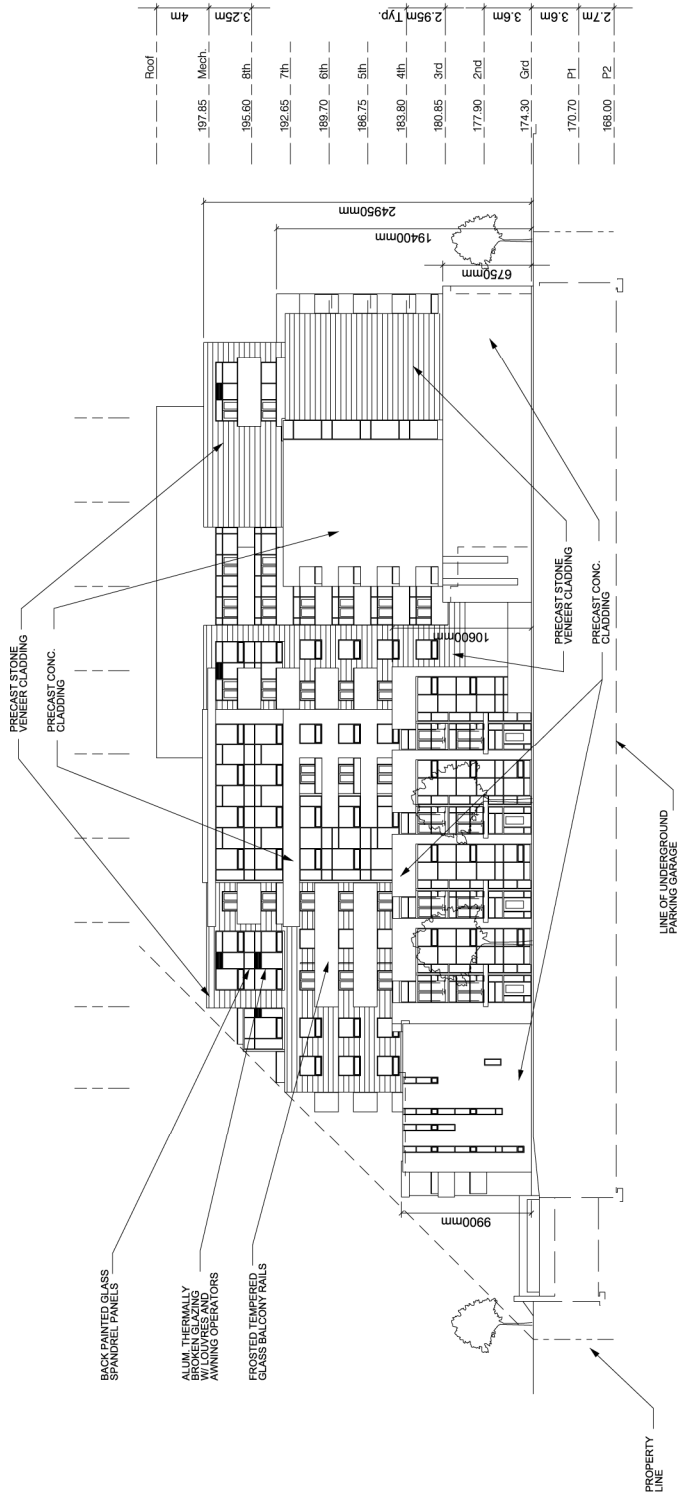 PRECAST STONE
VENEER CLADDING
PRECAST CONC.
CLADDING
BACK PAINTED GLASS
SPANDREL PANELS
ALUM. THERMALLY
BROKEN GLAZING
W/ LOUVRES AND
AWNING OPERATORS
FROSTED TEMPERED
GLASS BALCONY RAILS
PROPERTY
LINE
9900mm
10600mm
6750mm
19400mm
24950mm
PRECAST STONE
VENEER CLADDING
PRECAST CONC.
CLADDING
LINE OF UNDERGROUND
PARKING GARAGE
Roof
4m
197.85 Mech.
3.25m
195.60 8th
192.65 7th
189.70 6th
186.75 5th
183.80 4th
2.95m Typ.
180.85 3rd
177.90 2nd
3.6m
174.30 Grd
3.6m
170.70 P1
2.7m
168.00 P2